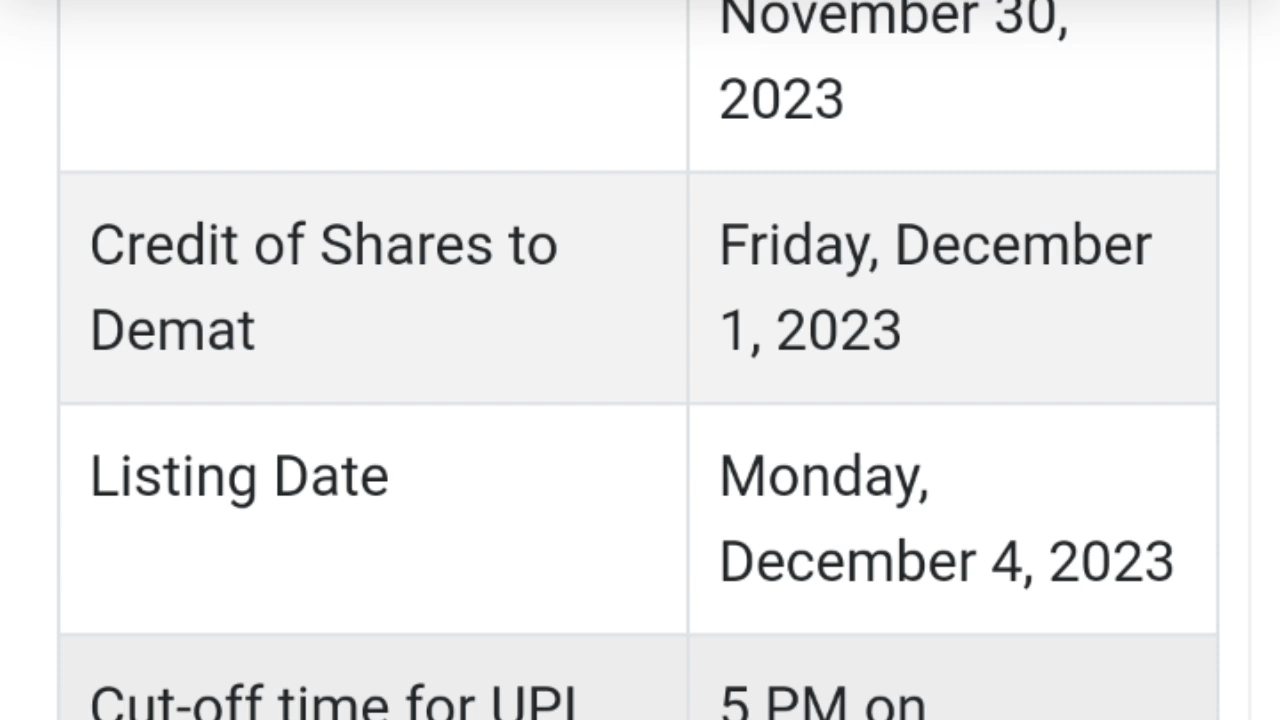 November 30,
2023
Credit of Shares to
Demat
Friday, December
1, 2023
Listing Date
Monday,
December 4, 2023
Cut-off time for UPI
5 PM on